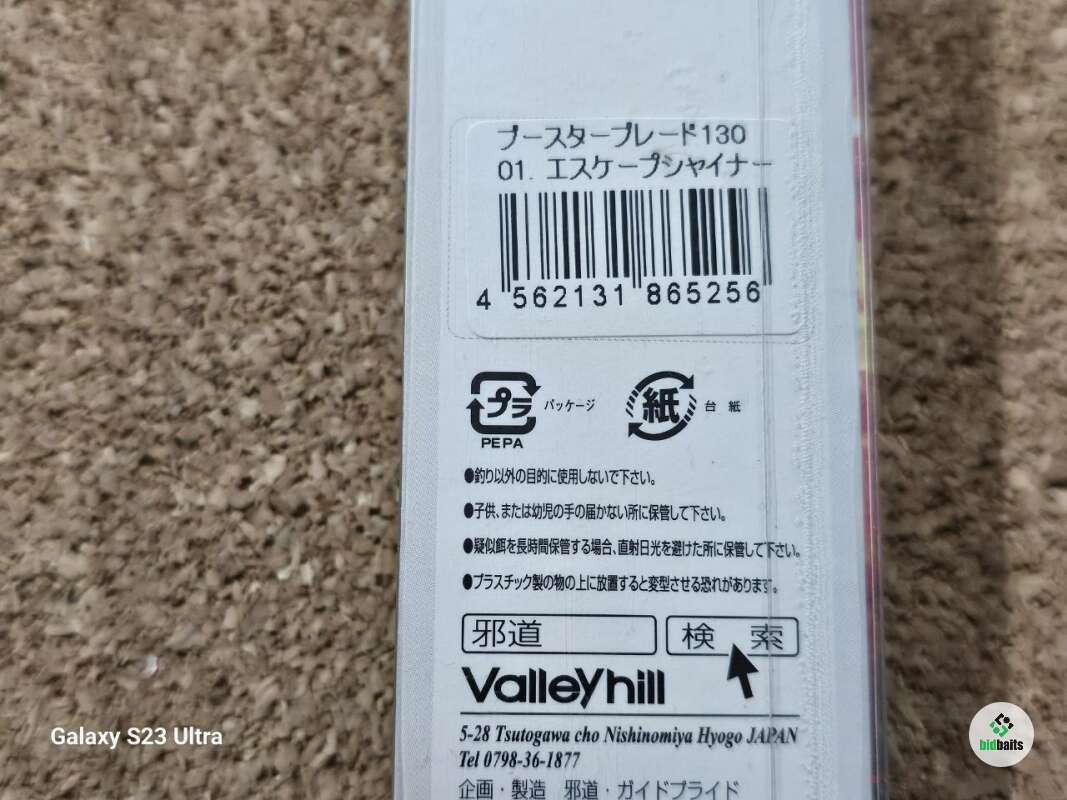 ブースターブレード130
01. エスケープシャイナー
4 562131 865256
プラ パッケージ
PEPA
紙 台 紙
●釣り以外の目的に使用しないで下さい。
●子供、または幼児の手の届かない所に保管して下さい。
●疑似餌を長時間保管する場合、直射日光を避けた所に保管して下さい。
●プラスチック製の物の上に放置すると変型させる恐れがあります。
邪道 検 索
Valleyhill
5-28 Tsutogawa cho Nishinomiya Hyogo JAPAN
Tel 0798-36-1877
企画・製造 邪道・ガイドプライド
Galaxy S23 Ultra
bidbaits